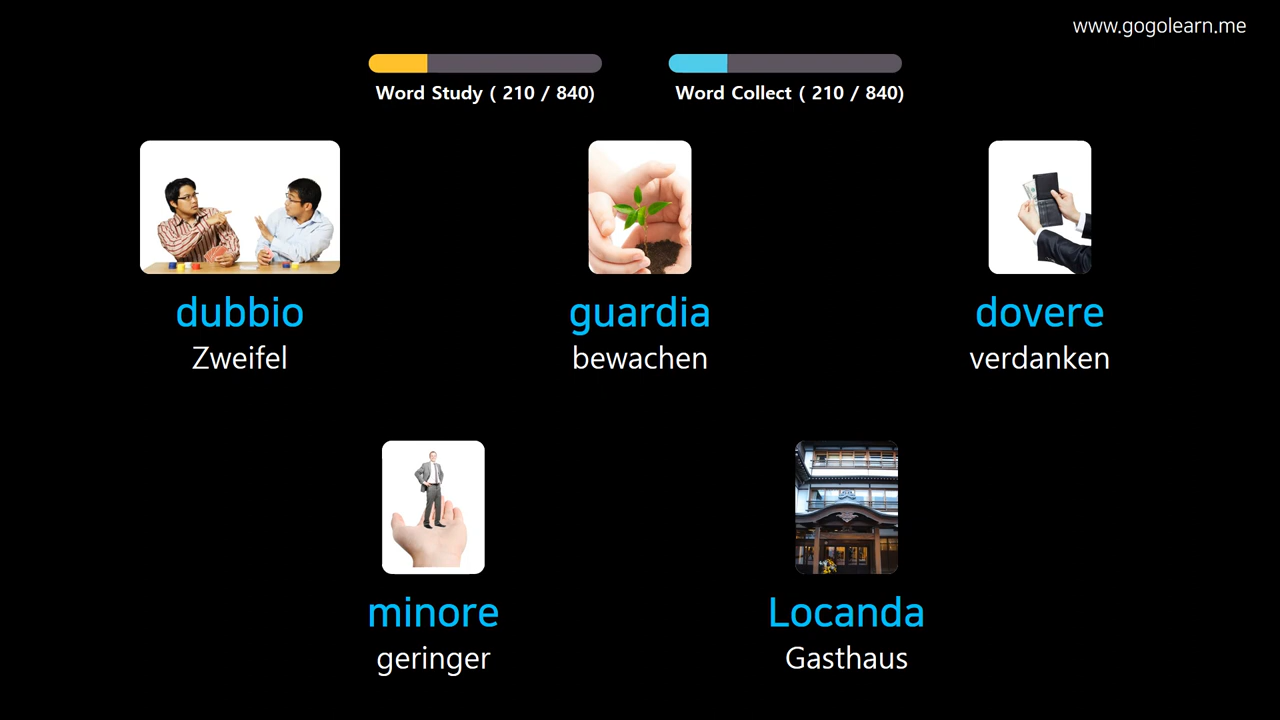 www.gogolearn.me
Word Study ( 210 / 840)
Word Collect ( 210 / 840)
dubbio
Zweifel
guardia
bewachen
dovere
verdanken
minore
geringer
Locanda
Gasthaus